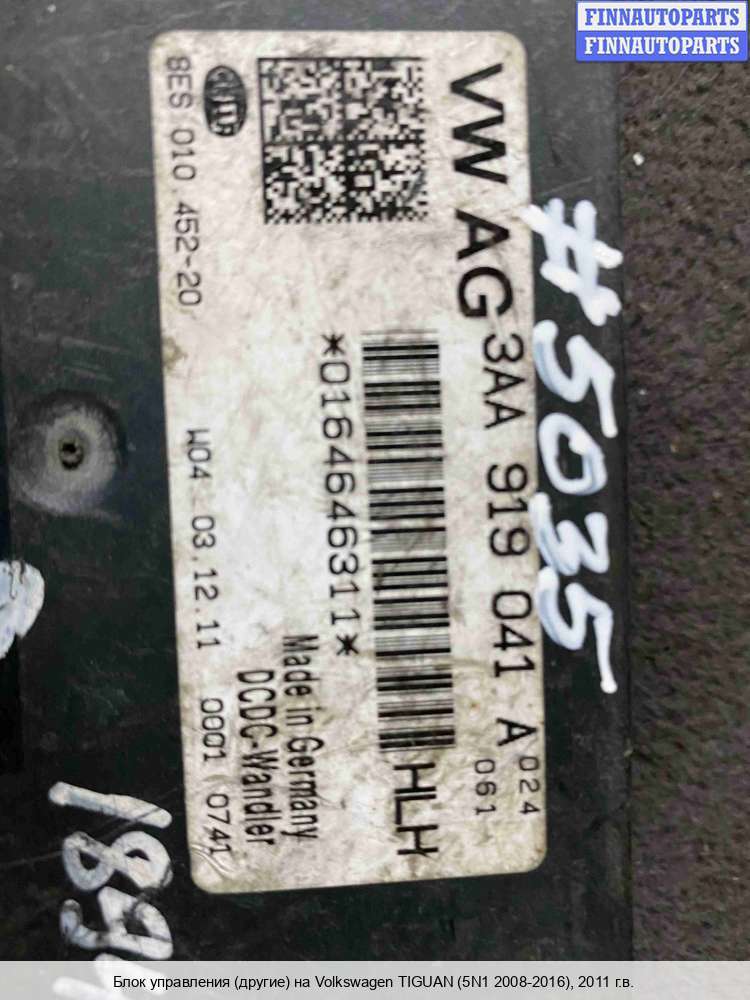 FINNAUTOPARTS
FINNAUTOPARTS
VW AG
3AA 919 041 A
024
061
HLH
*0164646311*
Made in Germany
DCDC-Wandler
HELLA
8ES 010 452-20
W04 03.12.11 0001 0741
#5035
Блок управления (другие) на Volkswagen TIGUAN (5N1 2008-2016), 2011 г.в.